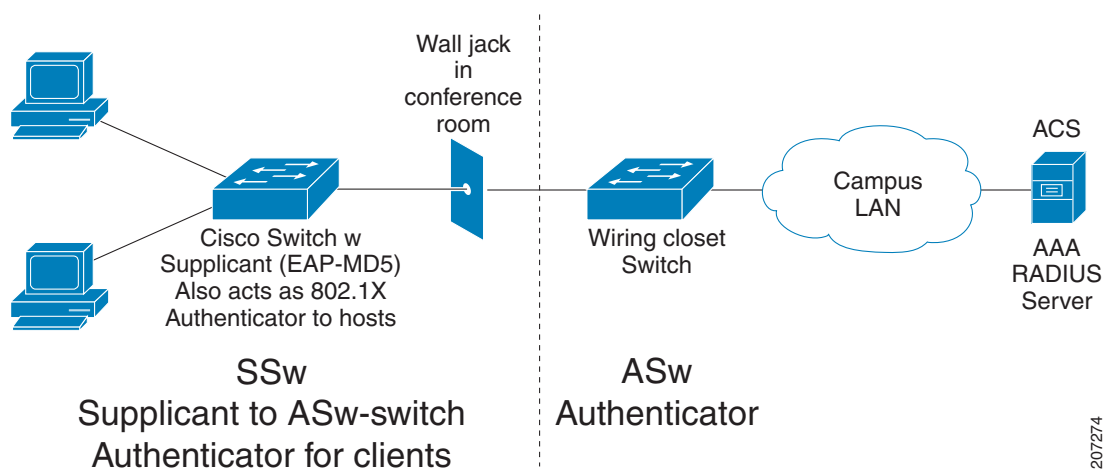 Wall jack
in
conference
room
ACS
Campus
LAN
Cisco Switch w
Supplicant (EAP-MD5)
Also acts as 802.1X
Authenticator to hosts
Wiring closet
Switch
AAA
RADIUS
Server
SSw
Supplicant to ASw-switch
Authenticator for clients
ASw
Authenticator
207274